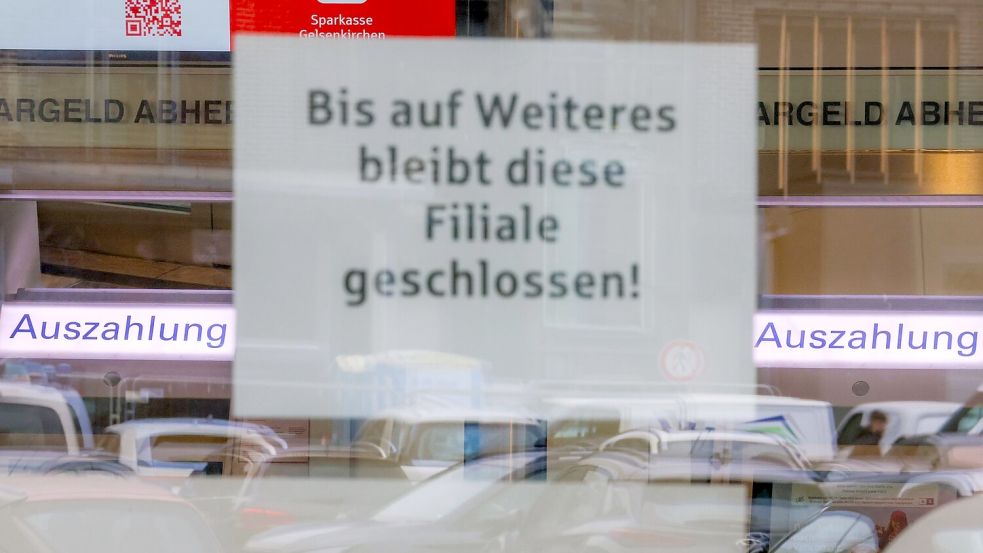 Sparkasse
Gelsenkirchen
ARGELD ABHE
ARGELD ABHE
Bis auf Weiteres
bleibt diese
Filiale
geschlossen!
Auszahlung
Auszahlung